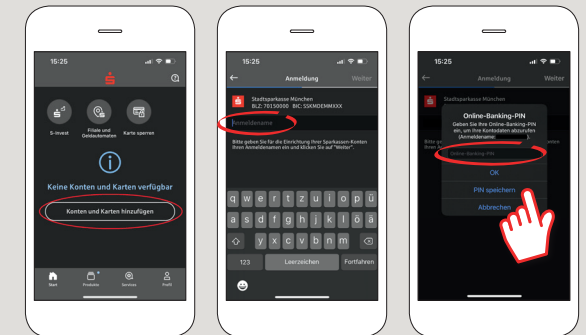 15:25
S-Invest
Filiale und
Geldautomaten
Karte sperren
Keine Konten und Karten verfügbar
Konten und Karten hinzufügen
Start
Produkte
Services
Profil
15:25
Anmeldung
Weiter
Stadtsparkasse München
BLZ: 70150000 BIC: SSKMDEMMXXX
Anmeldename
Bitte geben Sie für die Einrichtung Ihrer Sparkassen-Konten
Ihren Anmeldenamen ein und klicken Sie auf "Weiter".
q w e r t z u i o p ü
a s d f g h j k l ö ä
y x c v b n m
123
Leerzeichen
Fortfahren
15:25
Anmeldung
Weiter
Stadtsparkasse München
Online-Banking-PIN
Geben Sie Ihre Online-Banking-PIN
ein, um Ihre Kontodaten abzurufen
(Anmeldename:
Online-Banking-PIN
OK
PIN speichern
Abbrechen